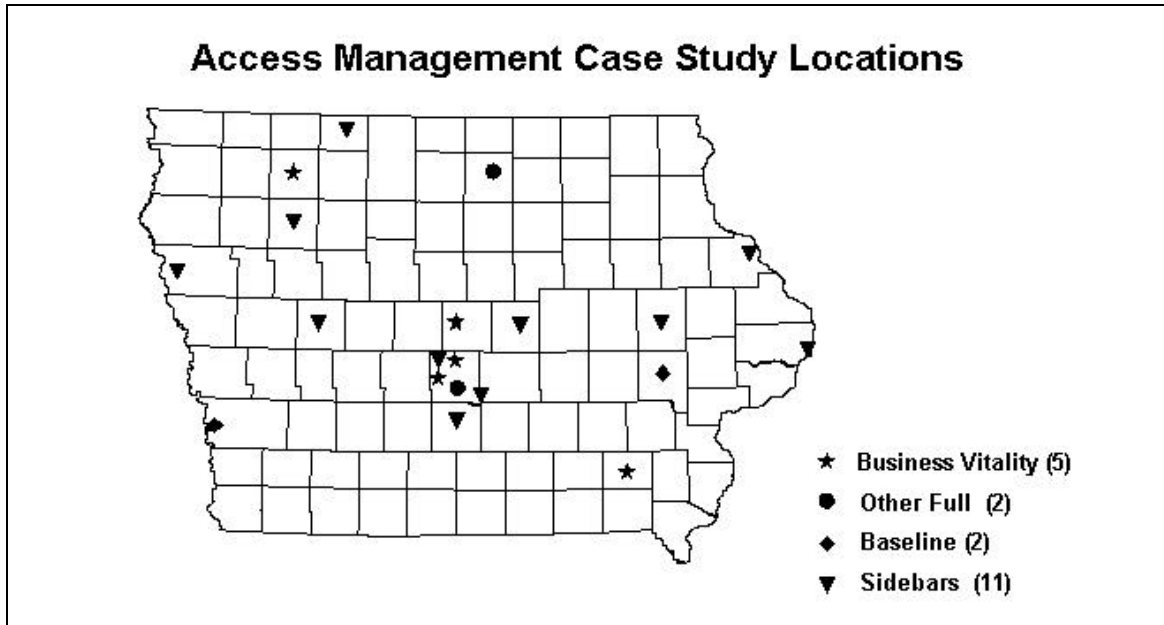 Access Management Case Study Locations
Business Vitality (5)
Other Full (2)
Baseline (2)
Sidebars (11)